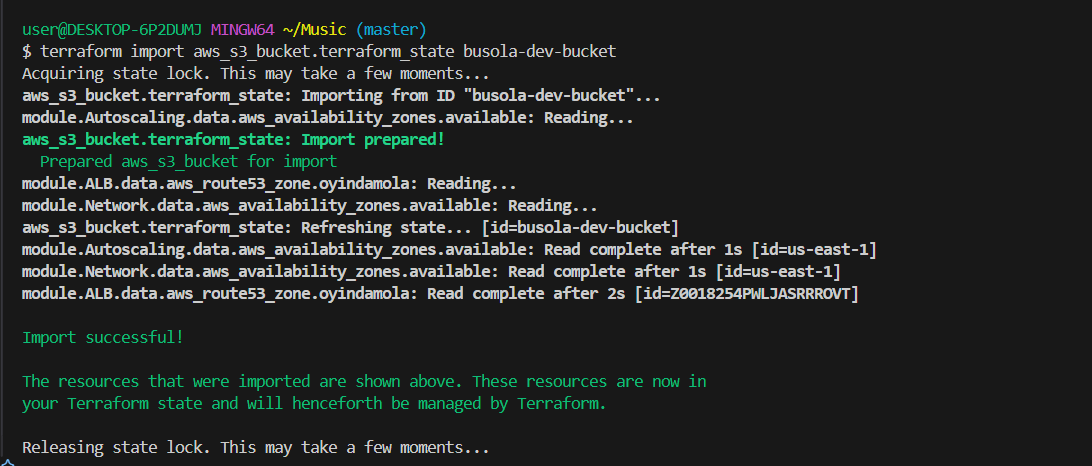 user@DESKTOP-6P2DUMJ MINGW64 ~/Music (master)
$ terraform import aws_s3_bucket.terraform_state busola-dev-bucket
Acquiring state lock. This may take a few moments...
aws_s3_bucket.terraform_state: Importing from ID "busola-dev-bucket"...
module.Autoscaling.data.aws_availability_zones.available: Reading...
aws_s3_bucket.terraform_state: Import prepared!
  Prepared aws_s3_bucket for import
module.ALB.data.aws_route53_zone.oyindamola: Reading...
module.Network.data.aws_availability_zones.available: Reading...
aws_s3_bucket.terraform_state: Refreshing state... [id=busola-dev-bucket]
module.Autoscaling.data.aws_availability_zones.available: Read complete after 1s [id=us-east-1]
module.Network.data.aws_availability_zones.available: Read complete after 1s [id=us-east-1]
module.ALB.data.aws_route53_zone.oyindamola: Read complete after 2s [id=Z0018254PWLJASRRROVT]

Import successful!

The resources that were imported are shown above. These resources are now in
your Terraform state and will henceforth be managed by Terraform.

Releasing state lock. This may take a few moments...